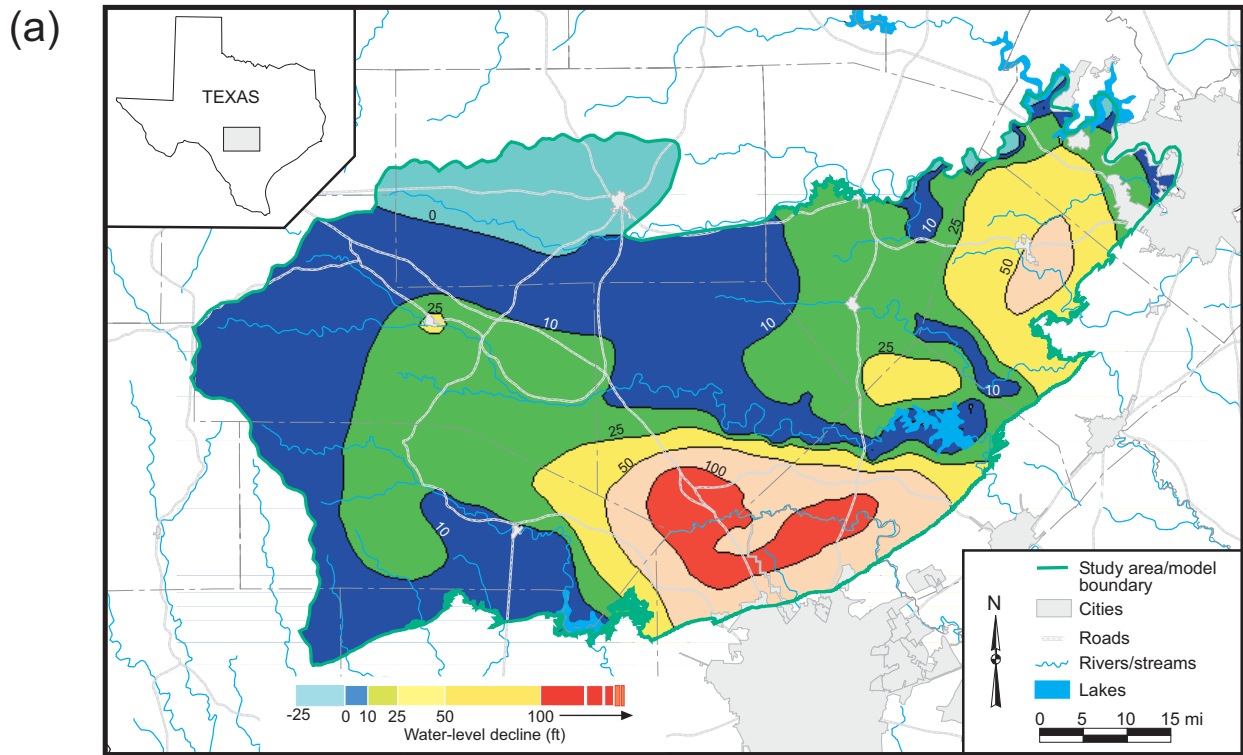 (a)
TEXAS
0
10
25
10
10
25
50
10
25
10
25
50
100
10
Study area/model
boundary
Cities
Roads
Rivers/streams
Lakes
N
0 5 10 15 mi
-25 0 10 25 50 100
Water-level decline (ft)